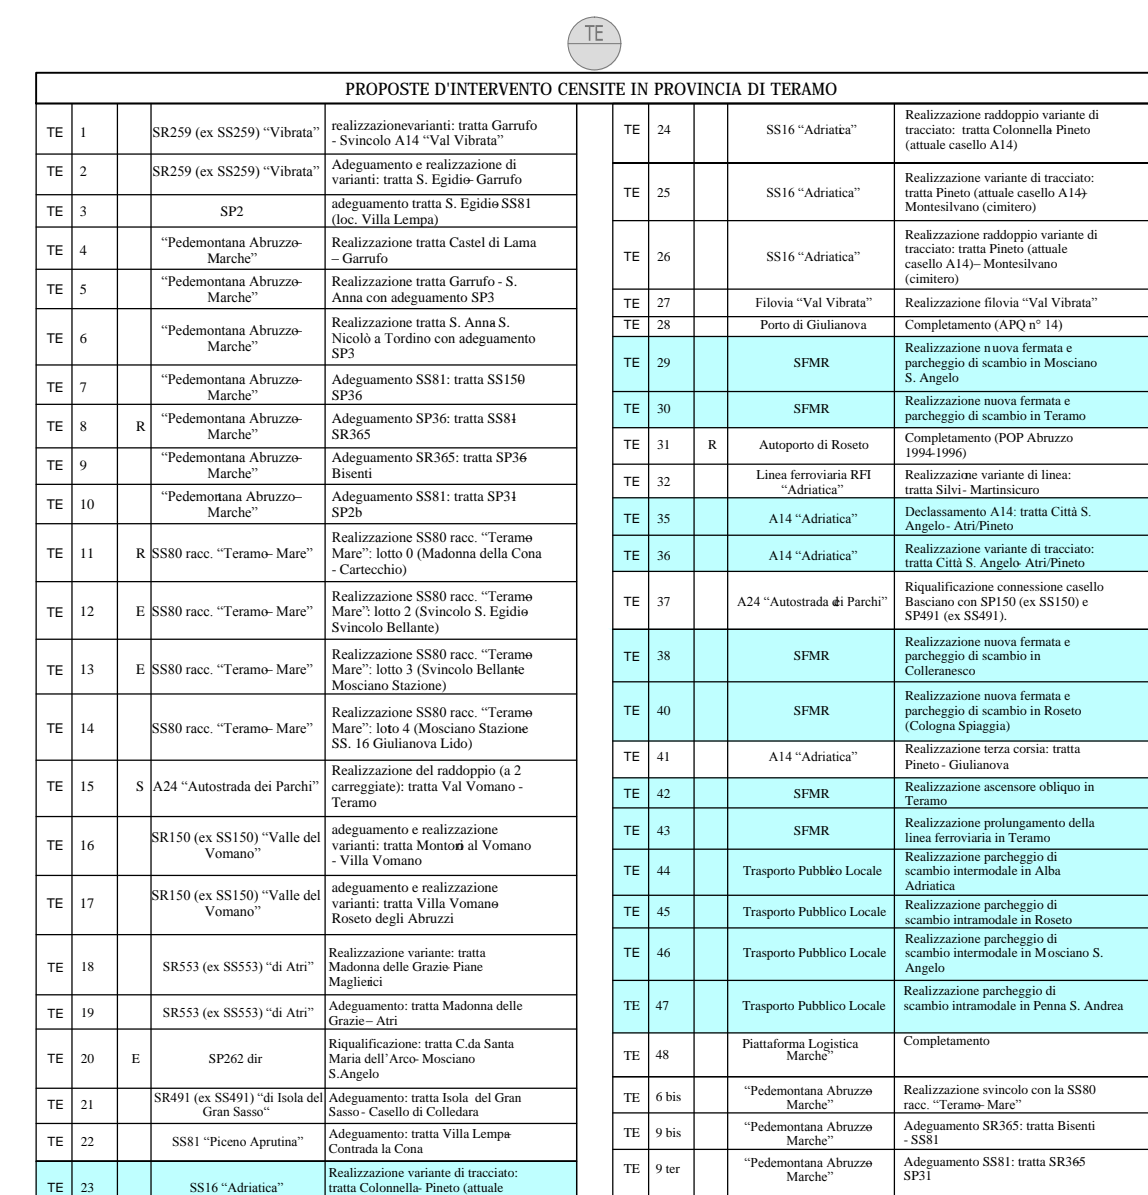 TE
PROPOSTE D'INTERVENTO CENSITE IN PROVINCIA DI TERAMO
TE 1 SR259 (ex SS259) “Vibrata” realizzazionevarianti: tratta Garrufo
- Svincolo A14 “Val Vibrata”
TE 2 SR259 (ex SS259) “Vibrata” Adeguamento e realizzazione di
varianti: tratta S. Egidio– Garrufo
TE 3 SP2 adeguamento tratta S. Egidio SS81
(loc. Villa Lempa)
TE 4 “Pedemontana Abruzzo–
Marche” Realizzazione tratta Castel di Lama
– Garrufo
TE 5 “Pedemontana Abruzzo–
Marche” Realizzazione tratta Garrufo - S.
Anna con adeguamento SP3
TE 6 “Pedemontana Abruzzo–
Marche” Realizzazione tratta S. Anna S.
Nicolò a Tordino con adeguamento
SP3
TE 7 “Pedemontana Abruzzo–
Marche” Adeguamento SS81: tratta SS150
SP36
TE 8 R “Pedemontana Abruzzo–
Marche” Adeguamento SP36: tratta SS81
SR365
TE 9 “Pedemontana Abruzzo–
Marche” Adeguamento SR365: tratta SP36
Bisenti
TE 10 “Pedemontana Abruzzo–
Marche” Adeguamento SS81: tratta SP31
SP2b
TE 11 R SS80 racc. “Teramo– Mare” Realizzazione SS80 racc. “Teramo
Mare”: lotto 0 (Madonna della Cona
- Cartecchio)
TE 12 E SS80 racc. “Teramo– Mare” Realizzazione SS80 racc. “Teramo
Mare”: lotto 2 (Svincolo S. Egidio
Svincolo Bellante)
TE 13 E SS80 racc. “Teramo– Mare” Realizzazione SS80 racc. “Teramo
Mare”: lotto 3 (Svincolo Bellante
Mosciano Stazione)
TE 14 SS80 racc. “Teramo– Mare” Realizzazione SS80 racc. “Teramo
Mare”: lotto 4 (Mosciano Stazione
SS. 16 Giulianova Lido)
TE 15 S A24 “Autostrada dei Parchi” Realizzazione del raddoppio (a 2
carreggiate): tratta Val Vomano -
Teramo
TE 16 SR150 (ex SS150) “Valle del
Vomano” adeguamento e realizzazione
varianti: tratta Montorio al Vomano
- Villa Vomano
TE 17 SR150 (ex SS150) “Valle del
Vomano” adeguamento e realizzazione
varianti: tratta Villa Vomano
Roseto degli Abruzzi
TE 18 SR553 (ex SS553) “di Atri” Realizzazione variante: tratta
Madonna delle Grazie- Piane
Maglierici
TE 19 SR553 (ex SS553) “di Atri” Adeguamento: tratta Madonna delle
Grazie – Atri
TE 20 E SP262 dir Riqualificazione: tratta C.da Santa
Maria dell’Arco- Mosciano
S.Angelo
TE 21 SR491 (ex SS491) “di Isola del
Gran Sasso“ Adeguamento: tratta Isola del Gran
Sasso - Casello di Colledara
TE 22 SS81 “Piceno Aprutina” Adeguamento: tratta Villa Lempa-
Contrada la Cona
TE 23 SS16 “Adriatica” Realizzazione variante di tracciato:
tratta Colonnella- Pineto (attuale
TE 24 SS16 “Adriatica” Realizzazione raddoppio variante di
tracciato: tratta Colonnella Pineto
(attuale casello A14)
TE 25 SS16 “Adriatica” Realizzazione variante di tracciato:
tratta Pineto (attuale casello A14)
Montesilvano (cimitero)
TE 26 SS16 “Adriatica” Realizzazione raddoppio variante di
tracciato: tratta Pineto (attuale
casello A14)– Montesilvano
(cimitero)
TE 27 Filovia “Val Vibrata” Realizzazione filovia “Val Vibrata”
TE 28 Porto di Giulianova Completamento (APQ n° 14)
TE 29 SFMR Realizzazione nuova fermata e
parcheggio di scambio in Mosciano
S. Angelo
TE 30 SFMR Realizzazione nuova fermata e
parcheggio di scambio in Teramo
TE 31 R Autoporto di Roseto Completamento (POP Abruzzo
1994-1996)
TE 32 Linea ferroviaria RFI
“Adriatica” Realizzazione variante di linea:
tratta Silvi- Martinsicuro
TE 35 A14 “Adriatica” Declassamento A14: tratta Città S.
Angelo - Atri/Pineto
TE 36 A14 “Adriatica” Realizzazione variante di tracciato:
tratta Città S. Angelo- Atri/Pineto
TE 37 A24 “Autostrada dei Parchi” Riqualificazione connessione casello
Basciano con SP150 (ex SS150) e
SP491 (ex SS491).
TE 38 SFMR Realizzazione nuova fermata e
parcheggio di scambio in
Colleranesco
TE 40 SFMR Realizzazione nuova fermata e
parcheggio di scambio in Roseto
(Cologna Spiaggia)
TE 41 A14 “Adriatica” Realizzazione terza corsia: tratta
Pineto - Giulianova
TE 42 SFMR Realizzazione ascensore obliquo in
Teramo
TE 43 SFMR Realizzazione prolungamento della
linea ferroviaria in Teramo
TE 44 Trasporto Pubblico Locale Realizzazione parcheggio di
scambio intermodale in Alba
Adriatica
TE 45 Trasporto Pubblico Locale Realizzazione parcheggio di
scambio intramodale in Roseto
TE 46 Trasporto Pubblico Locale Realizzazione parcheggio di
scambio intermodale in Mosciano S.
Angelo
TE 47 Trasporto Pubblico Locale Realizzazione parcheggio di
scambio intramodale in Penna S. Andrea
TE 48 Piattaforma Logistica
Marche” Completamento
TE 6 bis “Pedemontana Abruzzo
Marche” Realizzazione svincolo con la SS80
racc. “Teramo– Mare”
TE 9 bis “Pedemontana Abruzzo
Marche” Adeguamento SR365: tratta Bisenti
- SS81
TE 9 ter “Pedemontana Abruzzo
Marche” Adeguamento SS81: tratta SR365
SP31